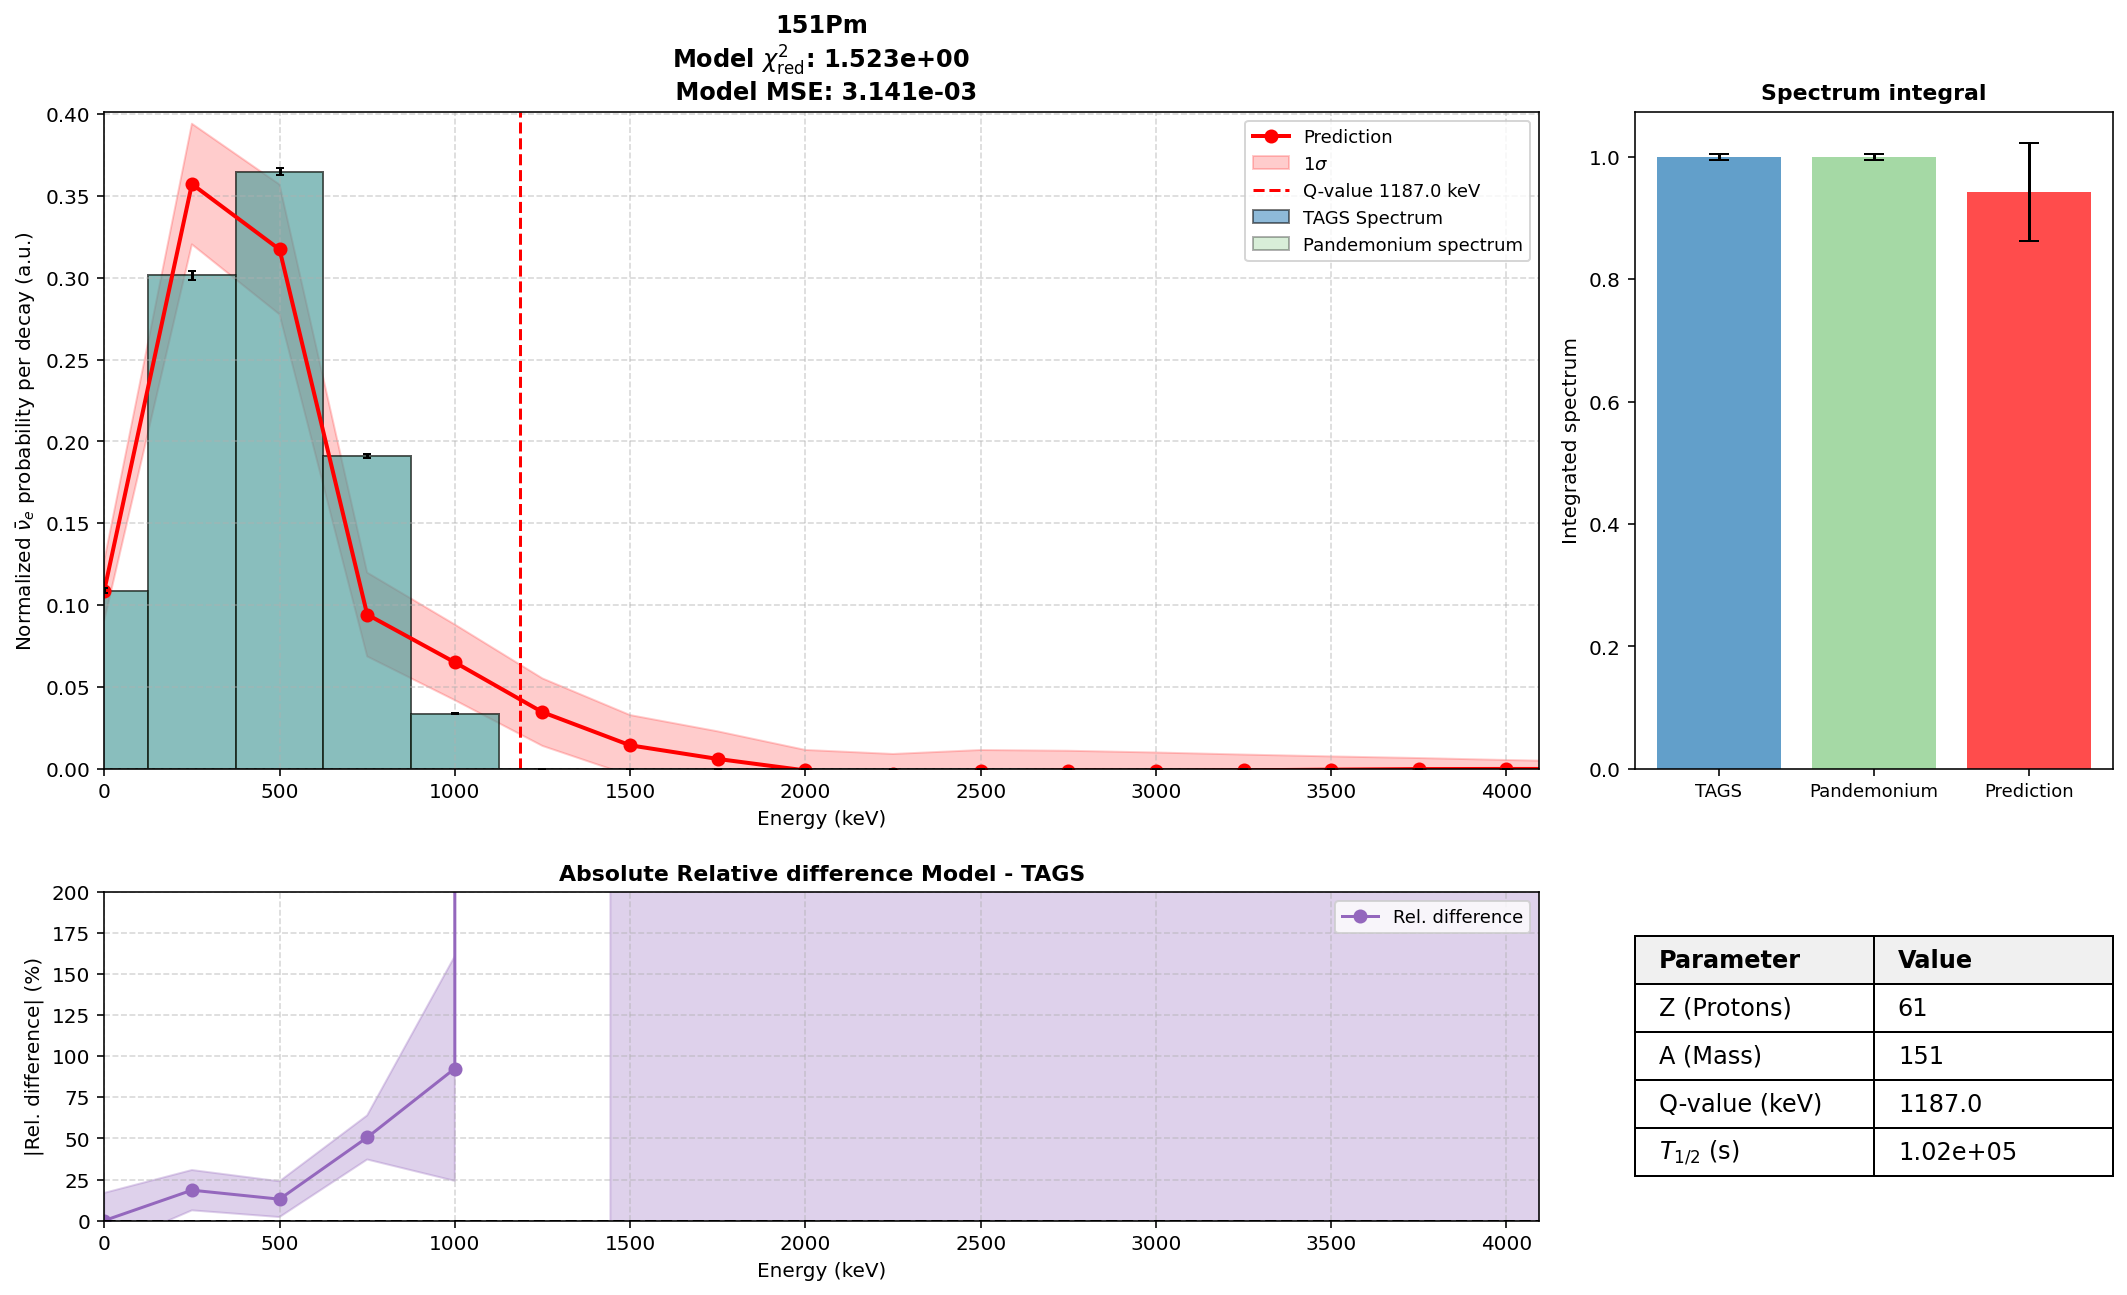 151Pm
Model χ²red: 1.523e+00
Model MSE: 3.141e-03
Normalized ν̄e probability per decay (a.u.)
0.40
0.35
0.30
0.25
0.20
0.15
0.10
0.05
0.00
0 500 1000 1500 2000 2500 3000 3500 4000
Energy (keV)
Prediction
1σ
Q-value 1187.0 keV
TAGS Spectrum
Pandemonium spectrum
Spectrum integral
Integrated spectrum
1.0
0.8
0.6
0.4
0.2
0.0
TAGS Pandemonium Prediction
Absolute Relative difference Model - TAGS
|Rel. difference| (%)
200
175
150
125
100
75
50
25
0
0 500 1000 1500 2000 2500 3000 3500 4000
Energy (keV)
Rel. difference
Parameter Value
Z (Protons) 61
A (Mass) 151
Q-value (keV) 1187.0
T1/2 (s) 1.02e+05